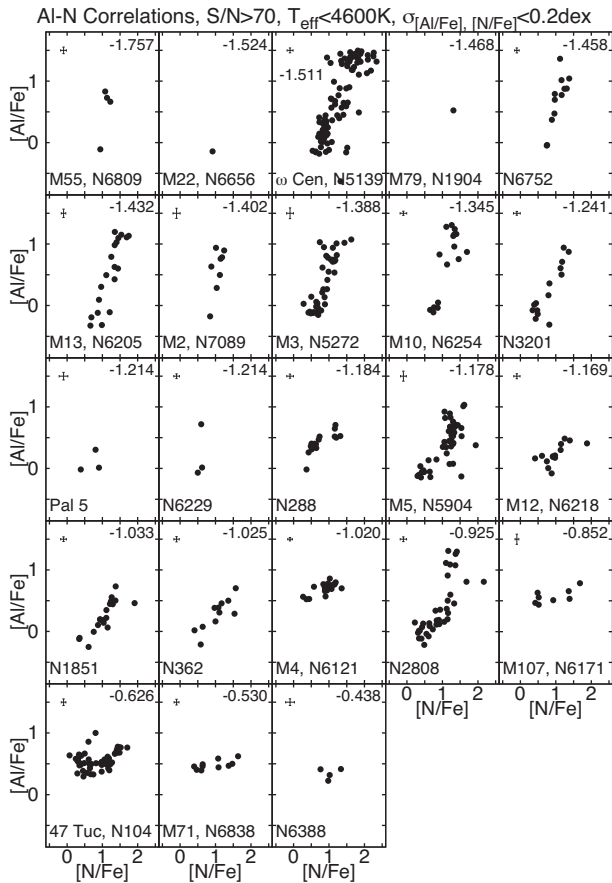 Al-N Correlations, S/N>70, T_eff<4600K, σ_[Al/Fe], [N/Fe]<0.2dex
-1.757 -1.524 -1.468 -1.458
-1.511
[Al/Fe] 1 0
M55, N6809 M22, N6656 ω Cen, N5139 M79, N1904 N6752
-1.432 -1.402 -1.388 -1.345 -1.241
[Al/Fe] 1 0
M13, N6205 M2, N7089 M3, N5272 M10, N6254 N3201
-1.214 -1.214 -1.184 -1.178 -1.169
[Al/Fe] 1 0
Pal 5 N6229 N288 M5, N5904 M12, N6218
-1.033 -1.025 -1.020 -0.925 -0.852
[Al/Fe] 1 0
N1851 N362 M4, N6121 N2808 M107, N6171
0 1 2 0 1 2
[N/Fe] [N/Fe]
-0.626 -0.530 -0.438
[Al/Fe] 1 0
47 Tuc, N104 M71, N6838 N6388
0 1 2 0 1 2 0 1 2
[N/Fe] [N/Fe] [N/Fe]